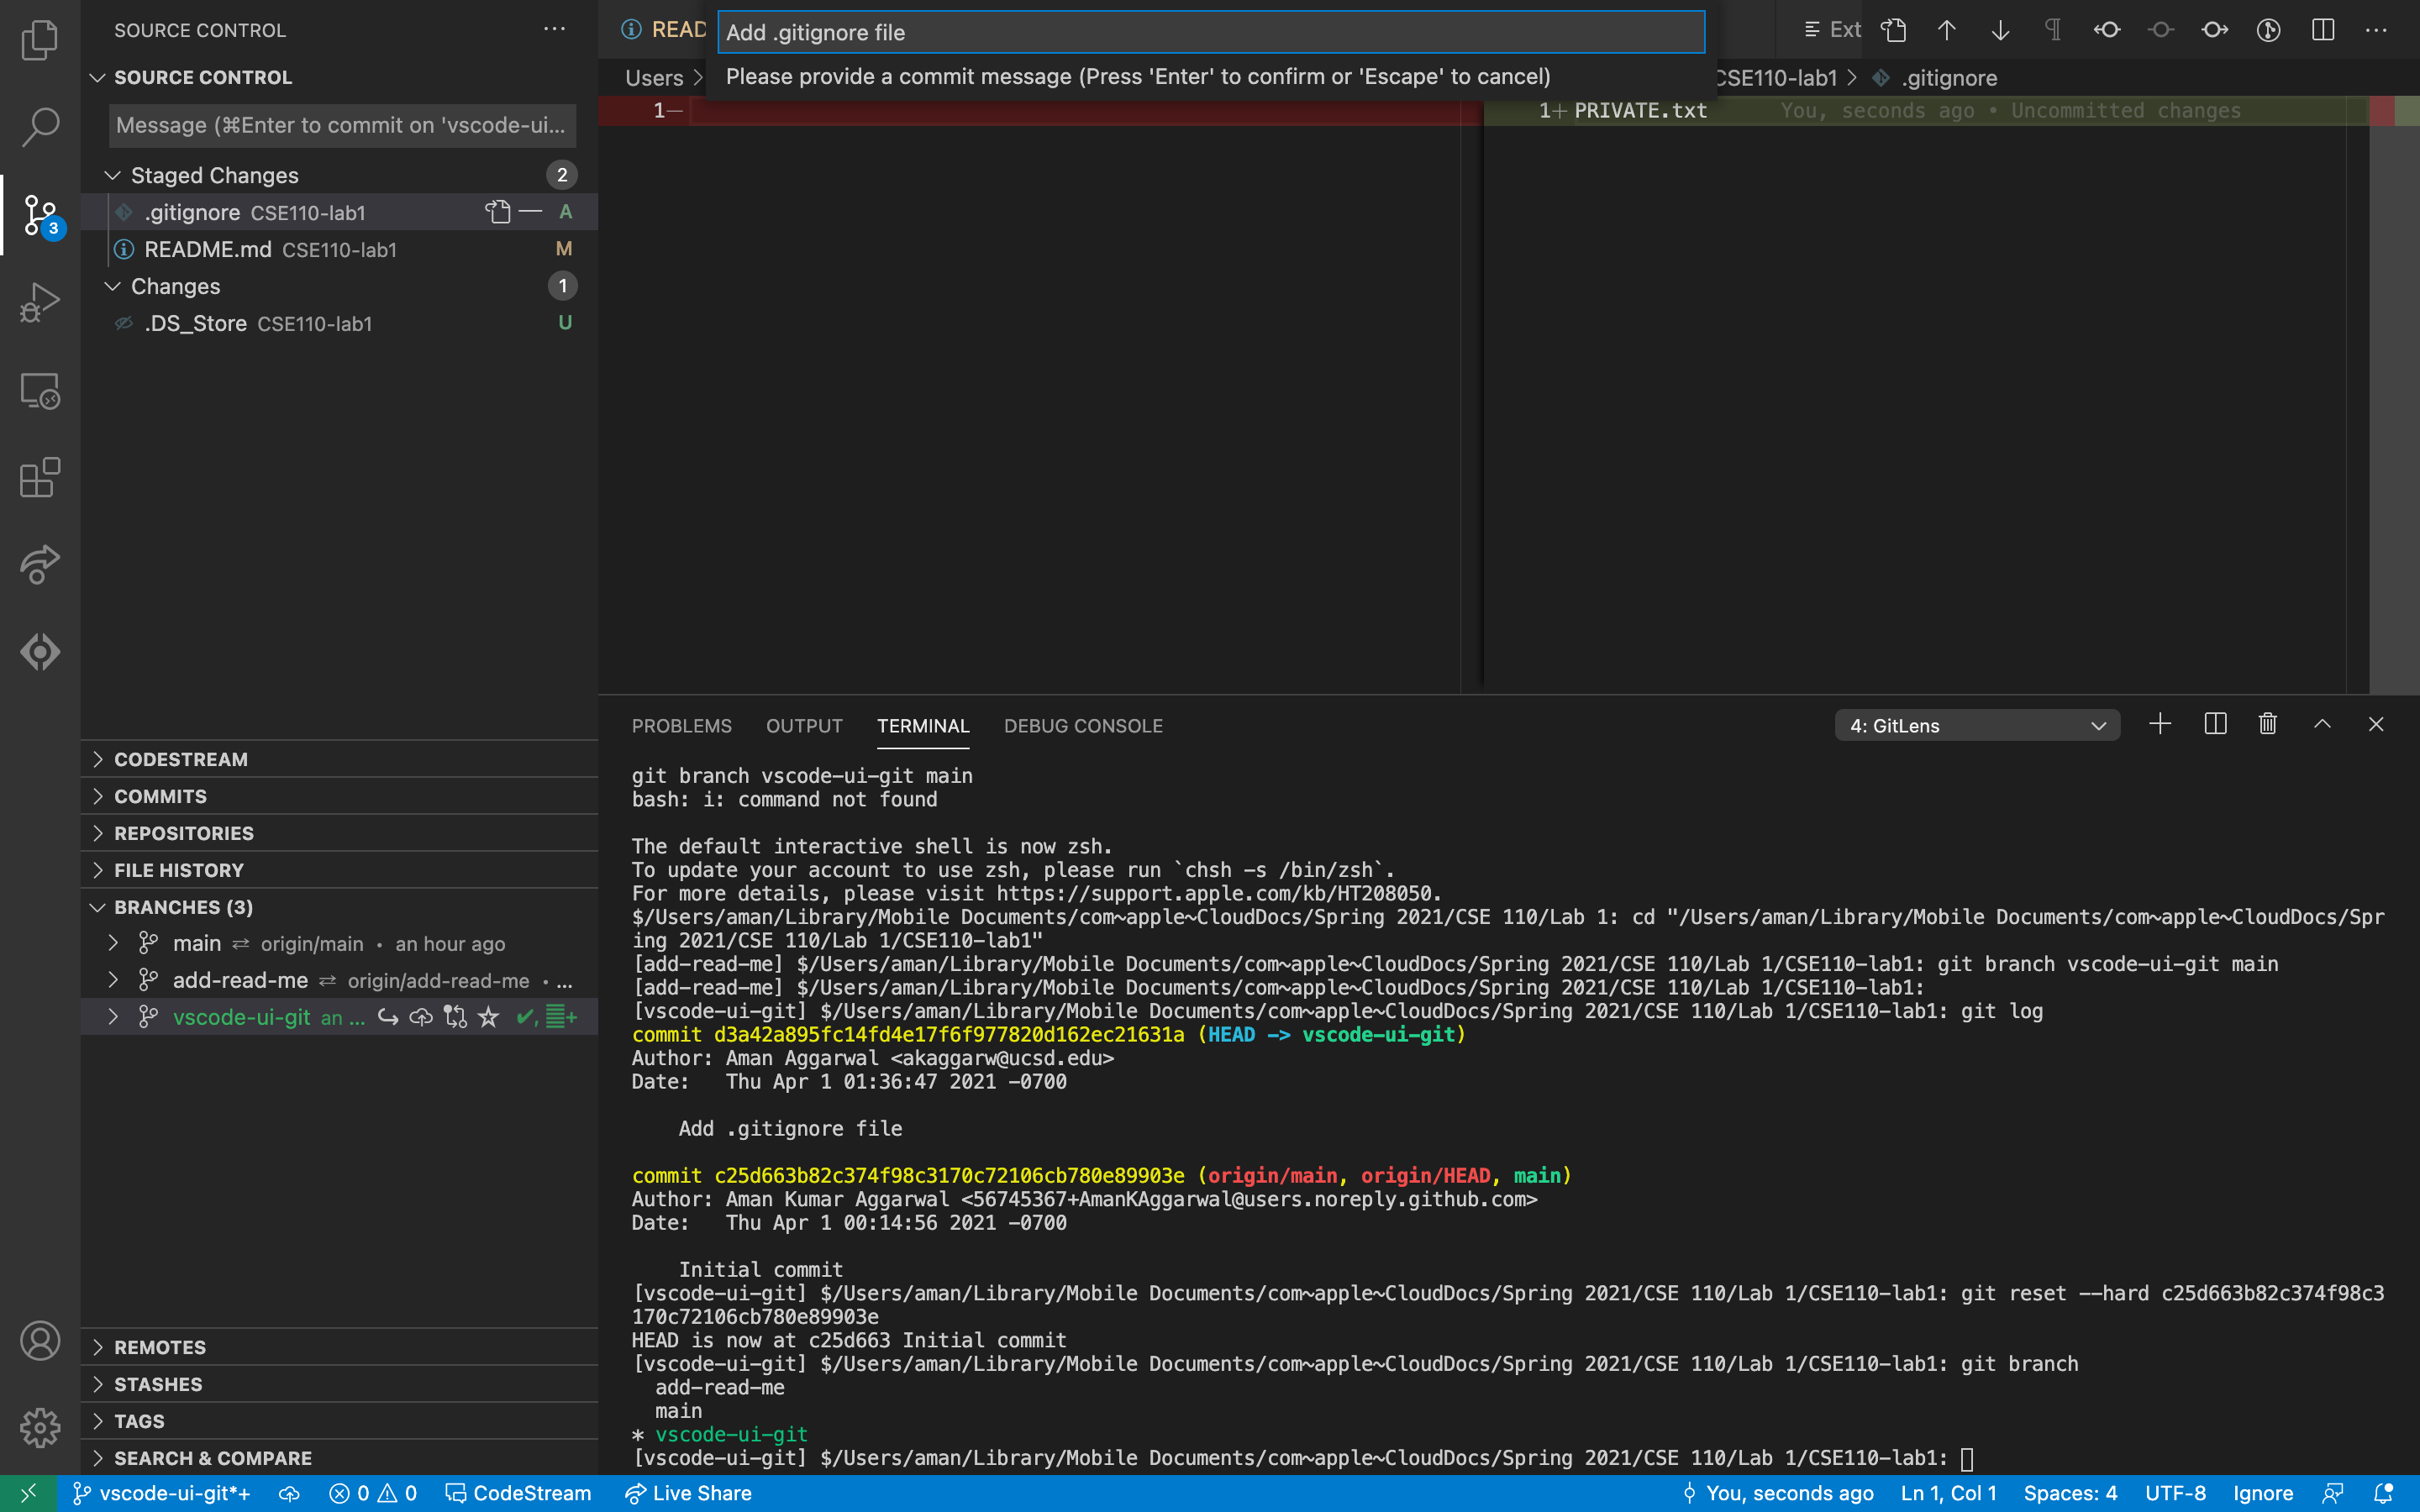 SOURCE CONTROL
SOURCE CONTROL
Message (⌘Enter to commit on 'vscode-ui...
Staged Changes 2
.gitignore CSE110-lab1 A
README.md CSE110-lab1 M
Changes 1
.DS_Store CSE110-lab1 U
3
READ
Add .gitignore file
Please provide a commit message (Press 'Enter' to confirm or 'Escape' to cancel)
Ext
Users > CSE110-lab1 > .gitignore
1—
1+ PRIVATE.txt You, seconds ago • Uncommitted changes
CODESTREAM
COMMITS
REPOSITORIES
FILE HISTORY
BRANCHES (3)
main ⇄ origin/main • an hour ago
add-read-me ⇄ origin/add-read-me • ...
vscode-ui-git an ...
REMOTES
STASHES
TAGS
SEARCH & COMPARE
PROBLEMS OUTPUT TERMINAL DEBUG CONSOLE 4: GitLens
git branch vscode-ui-git main
bash: i: command not found
The default interactive shell is now zsh.
To update your account to use zsh, please run `chsh -s /bin/zsh`.
For more details, please visit https://support.apple.com/kb/HT208050.
$/Users/aman/Library/Mobile Documents/com~apple~CloudDocs/Spring 2021/CSE 110/Lab 1: cd "/Users/aman/Library/Mobile Documents/com~apple~CloudDocs/Spr
ing 2021/CSE 110/Lab 1/CSE110-lab1"
[add-read-me] $/Users/aman/Library/Mobile Documents/com~apple~CloudDocs/Spring 2021/CSE 110/Lab 1/CSE110-lab1: git branch vscode-ui-git main
[add-read-me] $/Users/aman/Library/Mobile Documents/com~apple~CloudDocs/Spring 2021/CSE 110/Lab 1/CSE110-lab1:
[vscode-ui-git] $/Users/aman/Library/Mobile Documents/com~apple~CloudDocs/Spring 2021/CSE 110/Lab 1/CSE110-lab1: git log
commit d3a42a895fc14fd4e17f6f977820d162ec21631a (HEAD -> vscode-ui-git)
Author: Aman Aggarwal <akaggarw@ucsd.edu>
Date: Thu Apr 1 01:36:47 2021 -0700
Add .gitignore file
commit c25d663b82c374f98c3170c72106cb780e89903e (origin/main, origin/HEAD, main)
Author: Aman Kumar Aggarwal <56745367+AmanKAggarwal@users.noreply.github.com>
Date: Thu Apr 1 00:14:56 2021 -0700
Initial commit
[vscode-ui-git] $/Users/aman/Library/Mobile Documents/com~apple~CloudDocs/Spring 2021/CSE 110/Lab 1/CSE110-lab1: git reset --hard c25d663b82c374f98c3
170c72106cb780e89903e
HEAD is now at c25d663 Initial commit
[vscode-ui-git] $/Users/aman/Library/Mobile Documents/com~apple~CloudDocs/Spring 2021/CSE 110/Lab 1/CSE110-lab1: git branch
add-read-me
main
* vscode-ui-git
[vscode-ui-git] $/Users/aman/Library/Mobile Documents/com~apple~CloudDocs/Spring 2021/CSE 110/Lab 1/CSE110-lab1:
vscode-ui-git*+ 0 0 CodeStream Live Share You, seconds ago Ln 1, Col 1 Spaces: 4 UTF-8 Ignore